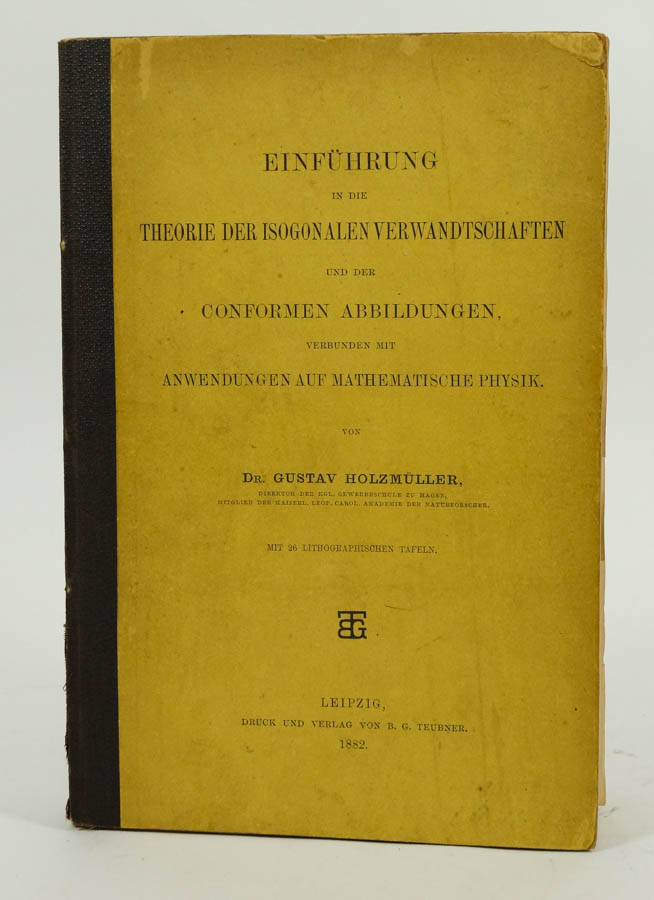 EINFÜHRUNG
IN DIE
THEORIE DER ISOGONALEN VERWANDTSCHAFTEN
UND DER
CONFORMEN ABBILDUNGEN,
VERBUNDEN MIT
ANWENDUNGEN AUF MATHEMATISCHE PHYSIK.
VON
DR. GUSTAV HOLZMÜLLER,
DIREKTOR DER KGL. GEWERBESCHULE ZU HAGEN,
MITGLIED DER KAISERL. LEOP. CAROL. AKADEMIE DER NATURFORSCHER.
MIT 26 LITHOGRAPHISCHEN TAFELN.
BTG
LEIPZIG,
DRUCK UND VERLAG VON B. G. TEUBNER.
1882.